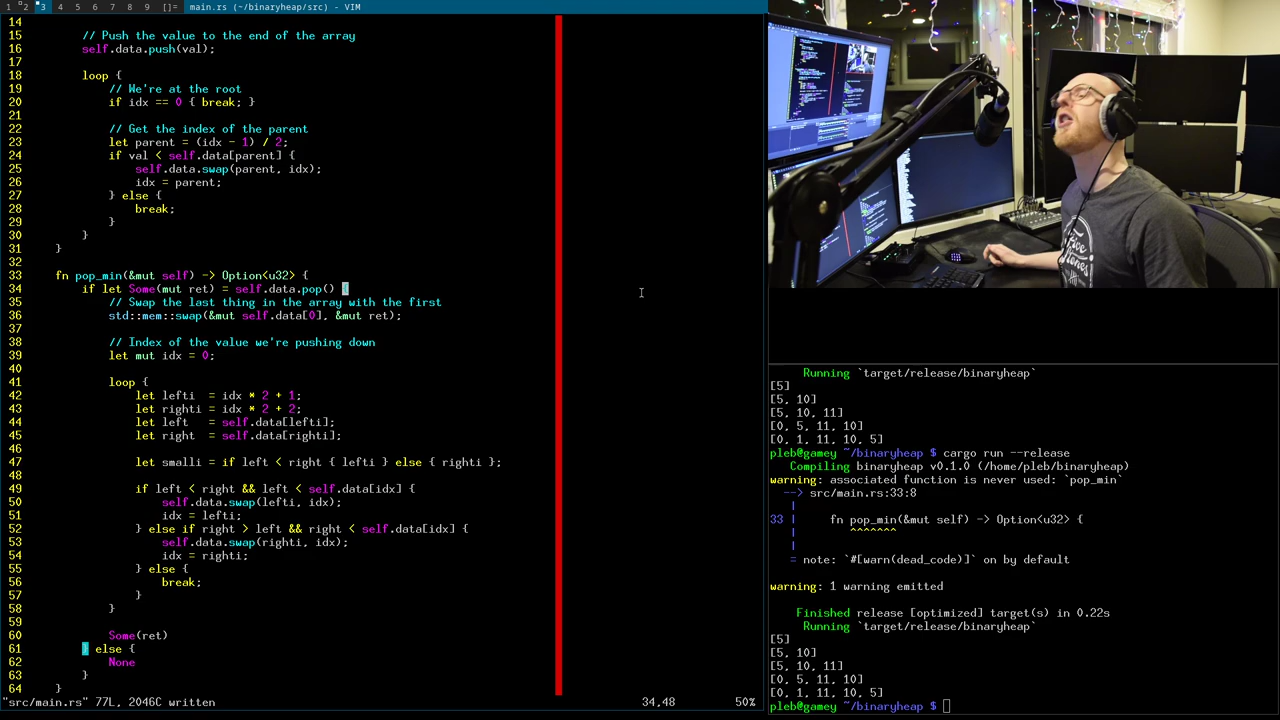 1 2 3 4 5 6 7 8 9 []= main.rs (~/binaryheap/src) - VIM
14
15 // Push the value to the end of the array
16 self.data.push(val);
17
18 loop {
19 // We're at the root
20 if idx == 0 { break; }
21
22 // Get the index of the parent
23 let parent = (idx - 1) / 2;
24 if val < self.data[parent] {
25 self.data.swap(parent, idx);
26 idx = parent;
27 } else {
28 break;
29 }
30 }
31 }
32
33 fn pop_min(&mut self) -> Option<u32> {
34 if let Some(mut ret) = self.data.pop() {
35 // Swap the last thing in the array with the first
36 std::mem::swap(&mut self.data[0], &mut ret);
37
38 // Index of the value we're pushing down
39 let mut idx = 0;
40
41 loop {
42 let lefti = idx * 2 + 1;
43 let righti = idx * 2 + 2;
44 let left = self.data[lefti];
45 let right = self.data[righti];
46
47 let smalli = if left < right { lefti } else { righti };
48
49 if left < right && left < self.data[idx] {
50 self.data.swap(lefti, idx);
51 idx = lefti;
52 } else if right > left && right < self.data[idx] {
53 self.data.swap(righti, idx);
54 idx = righti;
55 } else {
56 break;
57 }
58 }
59
60 Some(ret)
61 } else {
62 None
63 }
64 }
"src/main.rs" 77L, 2046C written 34,48 50%
Running `target/release/binaryheap`
[5]
[5, 10]
[5, 10, 11]
[0, 5, 11, 10]
[0, 1, 11, 10, 5]
pleb@gamey ~/binaryheap $ cargo run --release
Compiling binaryheap v0.1.0 (/home/pleb/binaryheap)
warning: associated function is never used: `pop_min`
--> src/main.rs:33:8
|
33 | fn pop_min(&mut self) -> Option<u32> {
| ^^^^^^^
|
= note: `#[warn(dead_code)]` on by default
warning: 1 warning emitted
Finished release [optimized] target(s) in 0.22s
Running `target/release/binaryheap`
[5]
[5, 10]
[5, 10, 11]
[0, 5, 11, 10]
[0, 1, 11, 10, 5]
pleb@gamey ~/binaryheap $